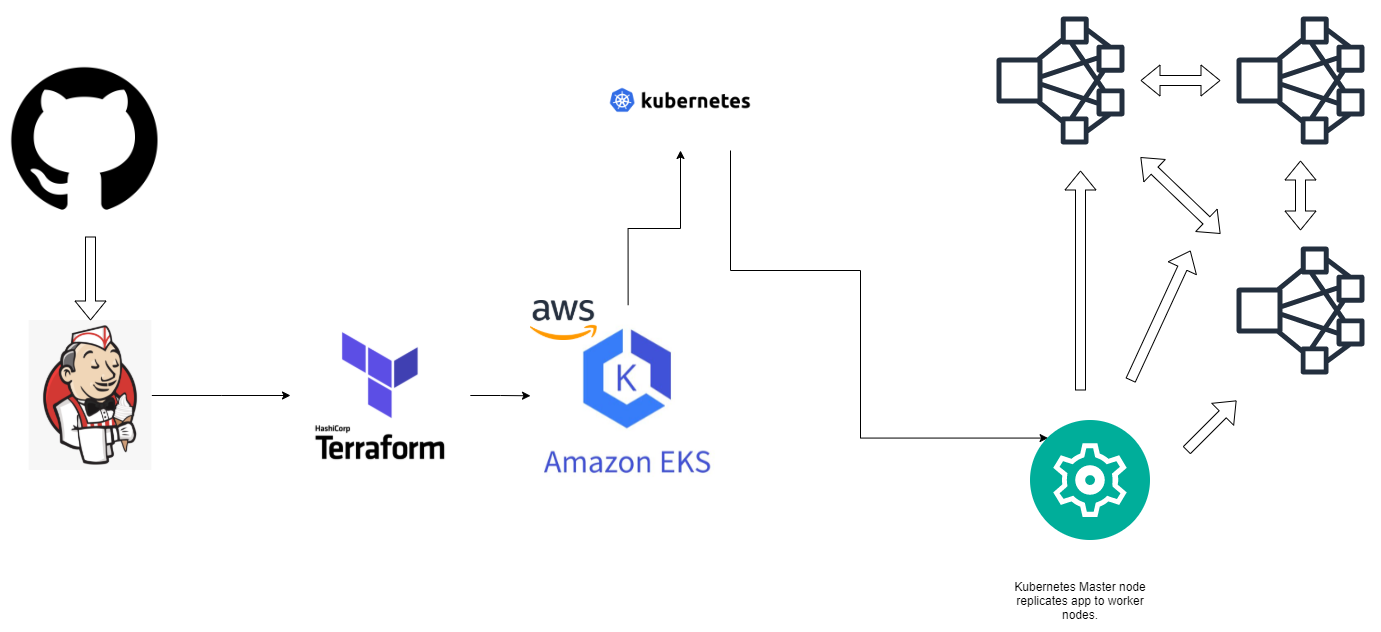 kubernetes
aws
K
HashiCorp
Terraform
Amazon EKS
Kubernetes Master node
replicates app to worker
nodes.